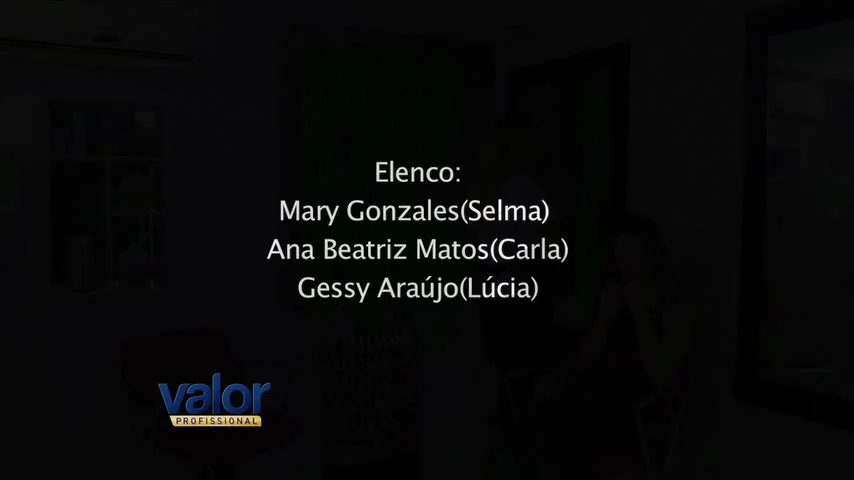 Elenco:
Mary Gonzales(Selma)
Ana Beatriz Matos(Carla)
Gessy Araújo(Lúcia)
valor
PROFISSIONAL